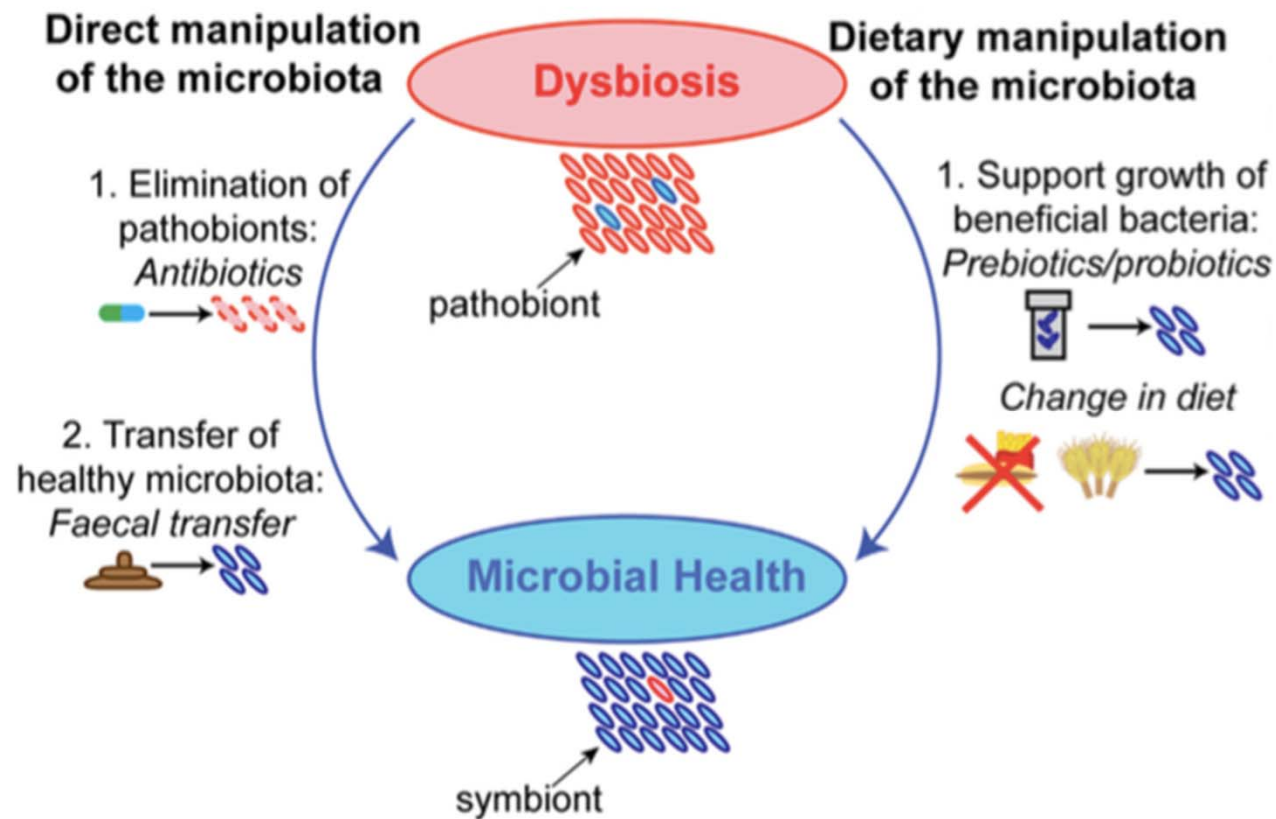 Direct manipulation
of the microbiota
1. Elimination of
pathobionts:
Antibiotics
2. Transfer of
healthy microbiota:
Faecal transfer
Dysbiosis
pathobiont
Microbial Health
symbiont
Dietary manipulation
of the microbiota
1. Support growth of
beneficial bacteria:
Prebiotics/probiotics
Change in diet